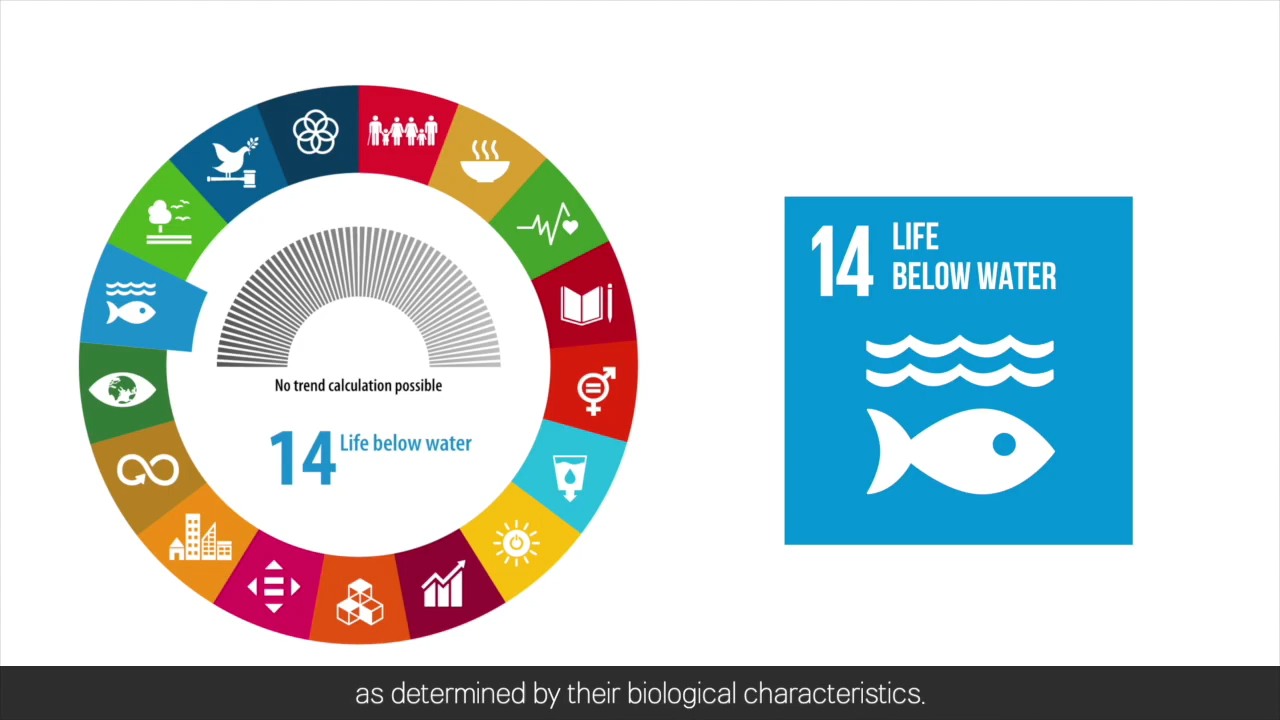 No trend calculation possible
14 Life below water
14 LIFE
BELOW WATER
as determined by their biological characteristics.